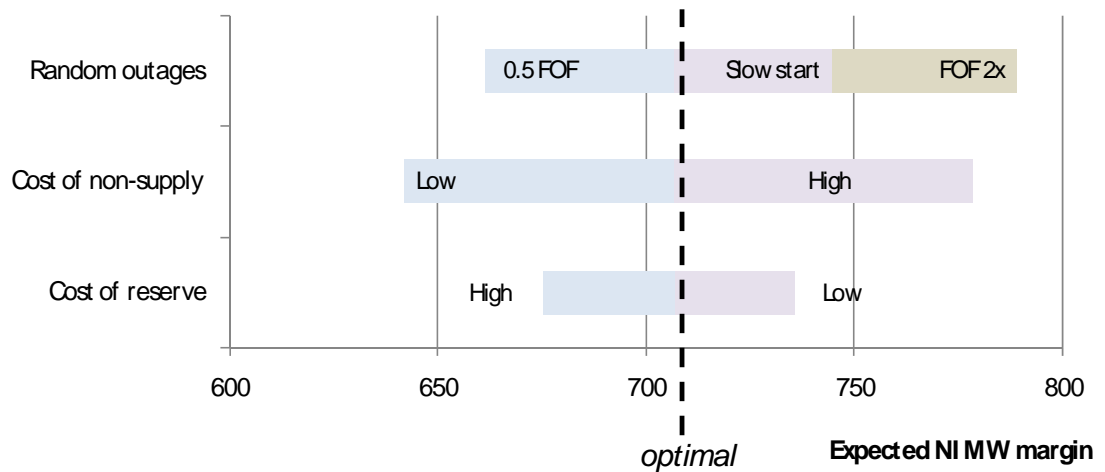 Random outages
0.5 FOF
Slow start
FOF 2x
Cost of non-supply
Low
High
Cost of reserve
High
Low
600
650
700
750
800
optimal
Expected NI MW margin